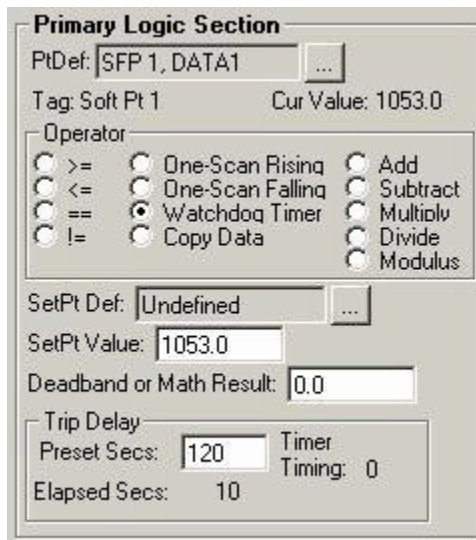 Primary Logic Section
PtDef: SFP 1, DATA1 ...
Tag: Soft Pt 1 Cur Value: 1053.0
Operator
>= One-Scan Rising Add
<= One-Scan Falling Subtract
== Watchdog Timer Multiply
!= Copy Data Divide
Modulus
SetPt Def: Undefined ...
SetPt Value: 1053.0
Deadband or Math Result: 0.0
Trip Delay
Preset Secs: 120 Timer
Timing: 0
Elapsed Secs: 10